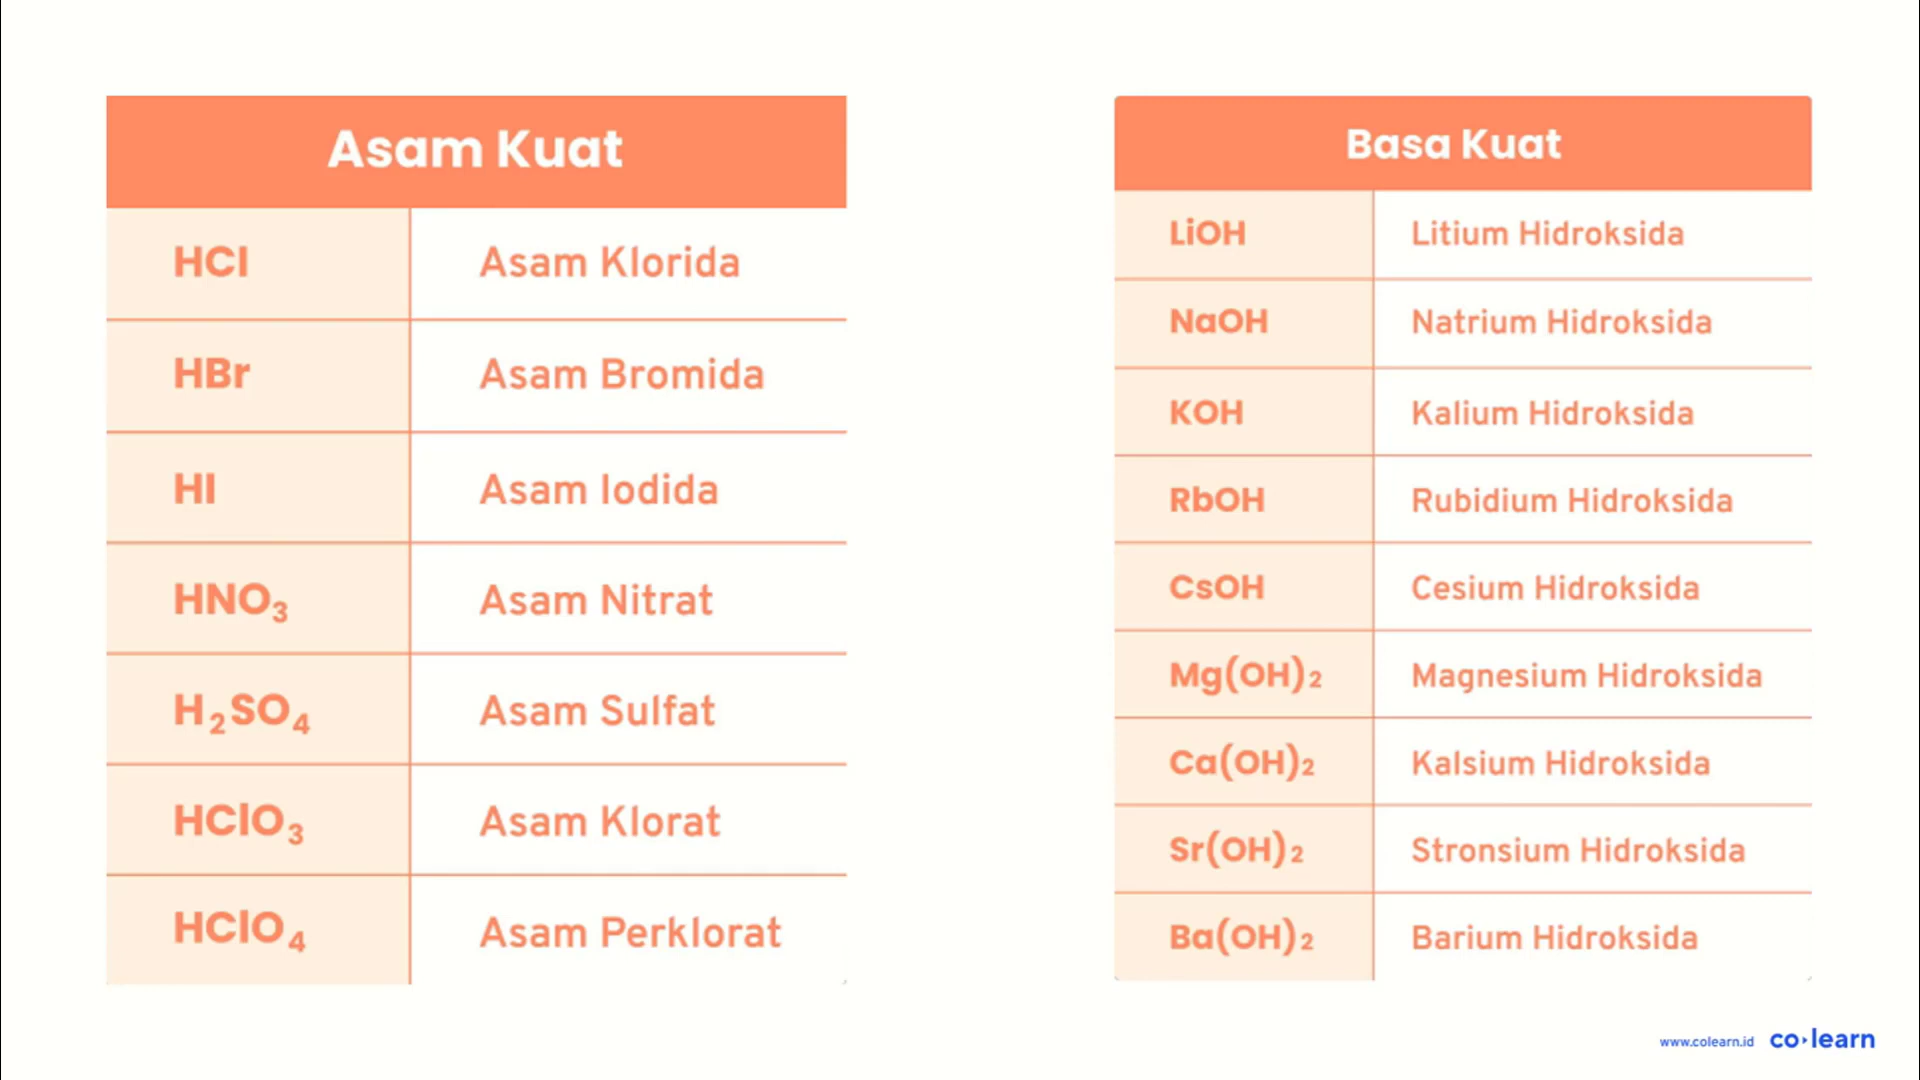 Asam Kuat
HCl Asam Klorida
HBr Asam Bromida
HI Asam Iodida
HNO₃ Asam Nitrat
H₂SO₄ Asam Sulfat
HClO₃ Asam Klorat
HClO₄ Asam Perklorat
Basa Kuat
LiOH Litium Hidroksida
NaOH Natrium Hidroksida
KOH Kalium Hidroksida
RbOH Rubidium Hidroksida
CsOH Cesium Hidroksida
Mg(OH)₂ Magnesium Hidroksida
Ca(OH)₂ Kalsium Hidroksida
Sr(OH)₂ Stronsium Hidroksida
Ba(OH)₂ Barium Hidroksida
www.colearn.id co·learn